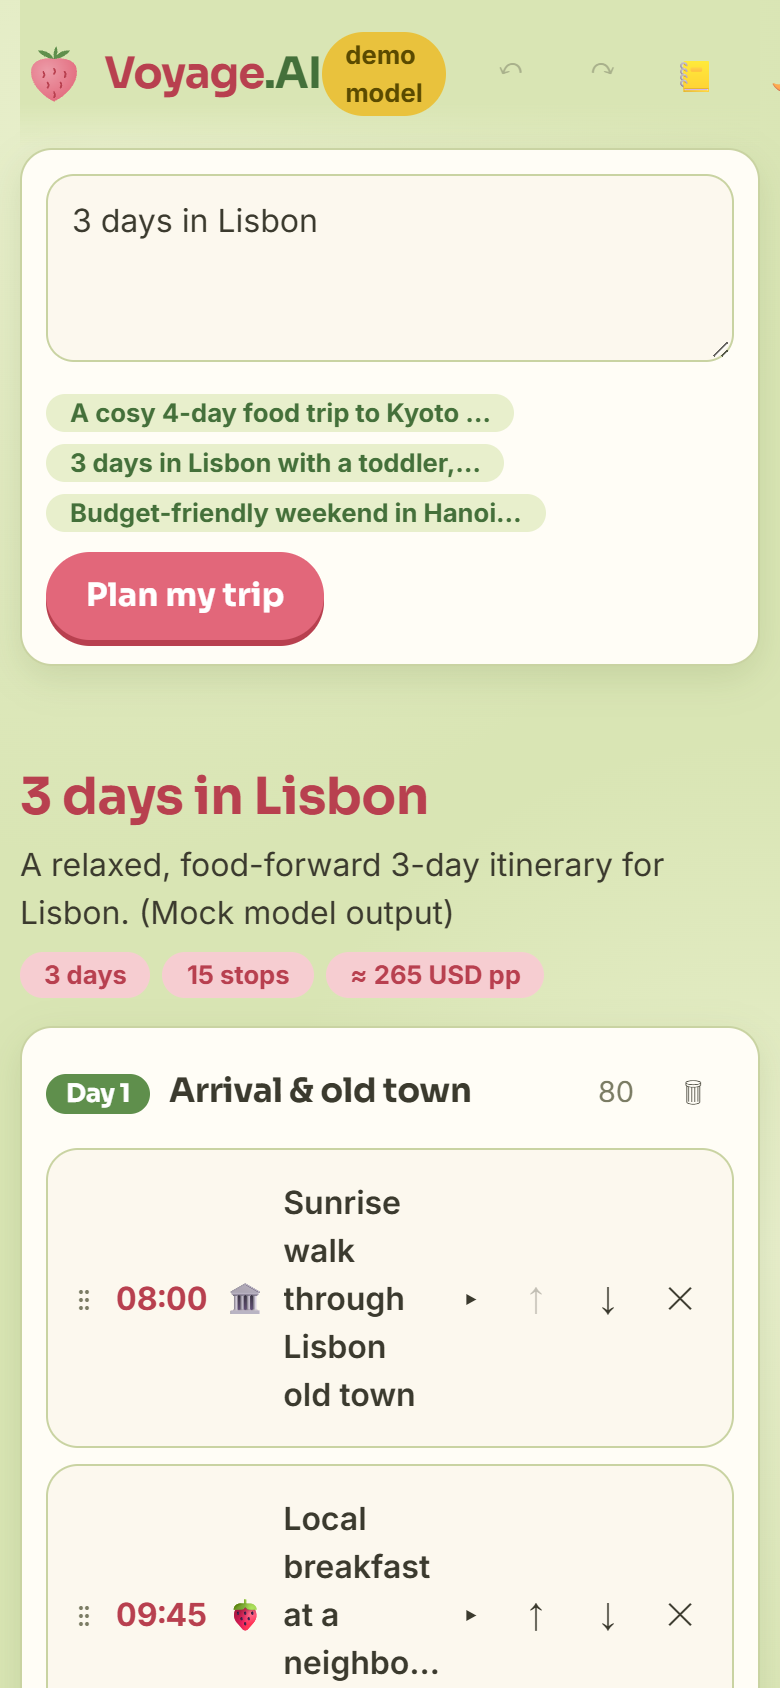 Voyage.AI
demo
model
3 days in Lisbon
A cosy 4-day food trip to Kyoto ...
3 days in Lisbon with a toddler,...
Budget-friendly weekend in Hanoi...
Plan my trip
3 days in Lisbon
A relaxed, food-forward 3-day itinerary for
Lisbon. (Mock model output)
3 days 15 stops ≈ 265 USD pp
Day 1 Arrival & old town 80
08:00 Sunrise
walk
through
Lisbon
old town
09:45 Local
breakfast
at a
neighbo...